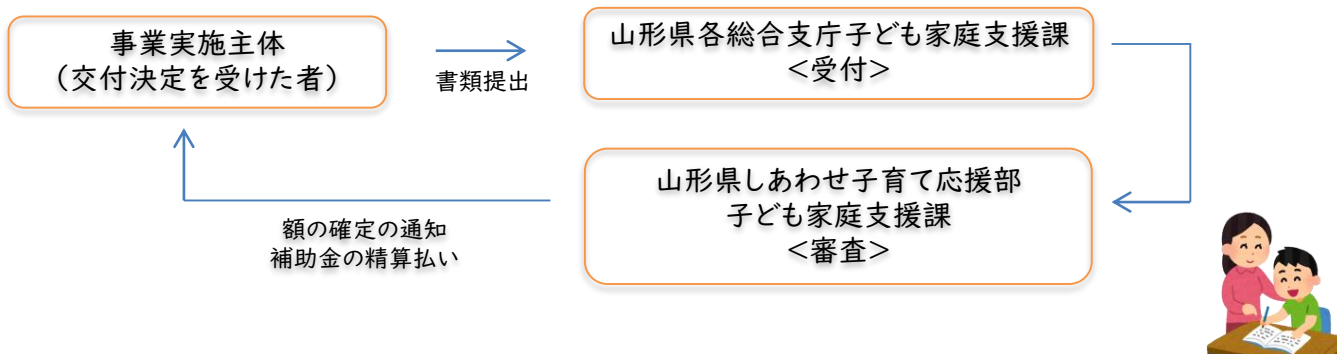 事業実施主体
（交付決定を受けた者）
書類提出
山形県各総合支庁子ども家庭支援課
＜受付＞
山形県しあわせ子育て応援部
子ども家庭支援課
＜審査＞
額の確定の通知
補助金の精算払い